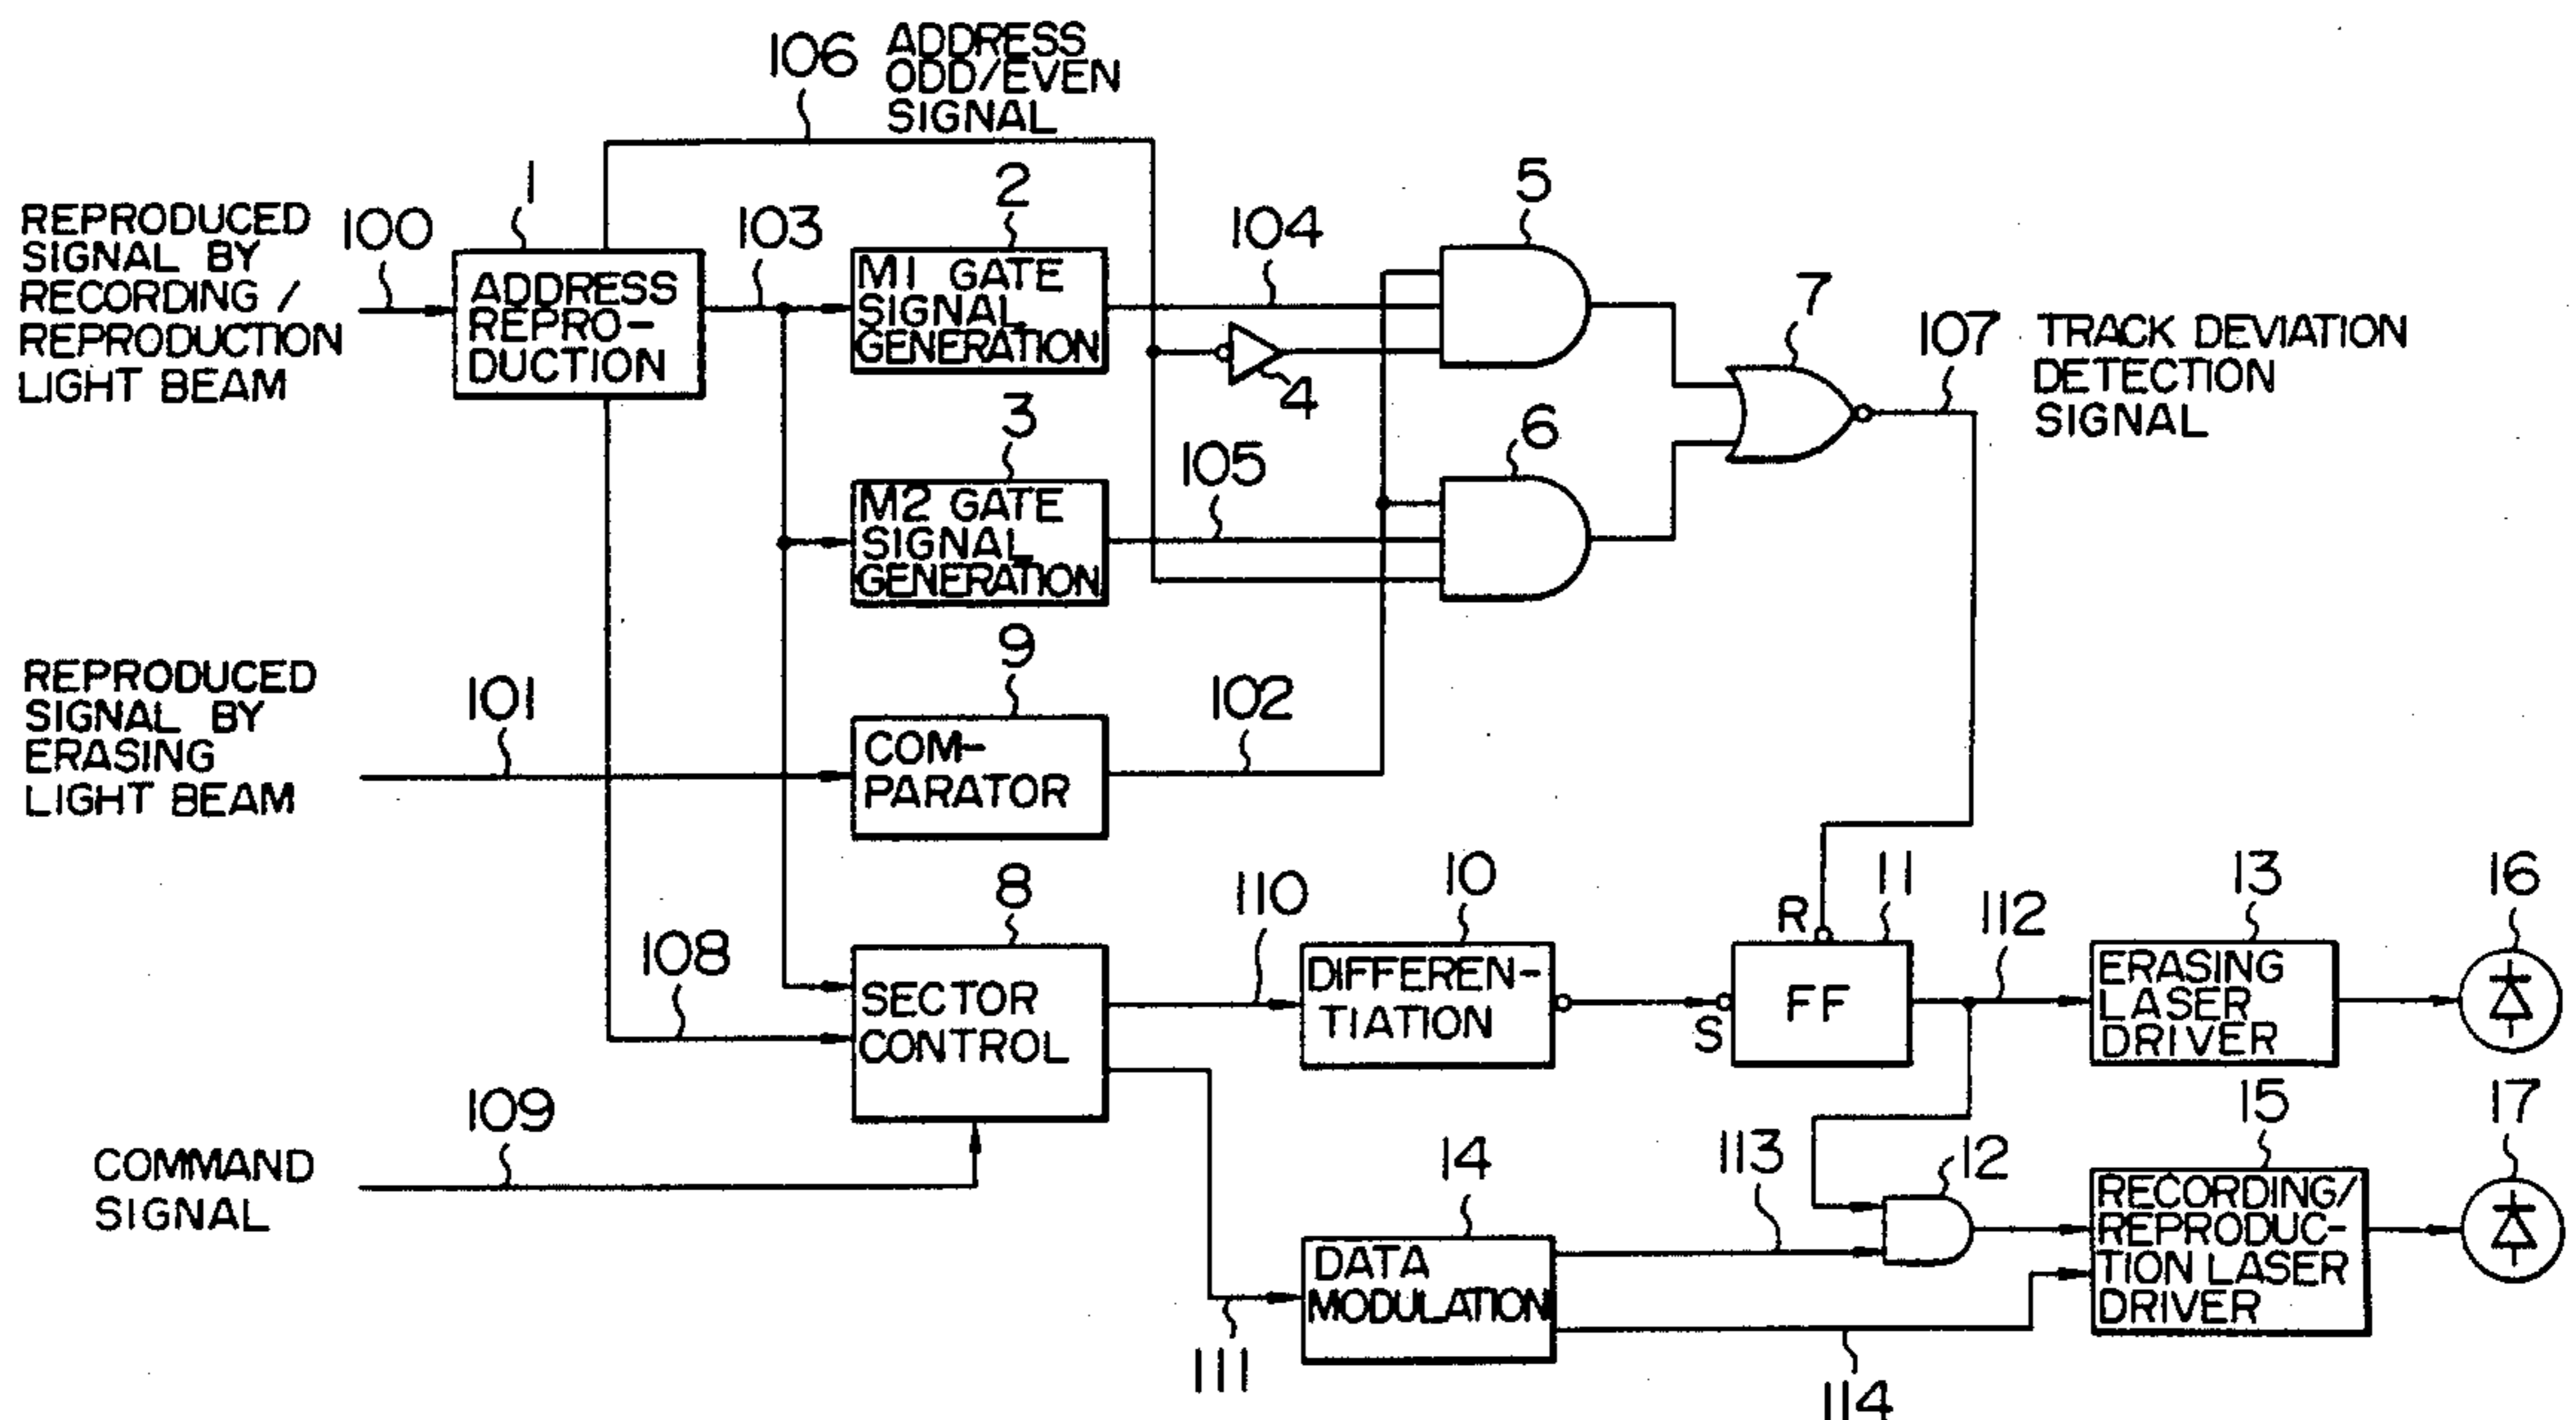 106 ADDRESS
ODD/EVEN
SIGNAL
REPRODUCED
SIGNAL BY
RECORDING /
REPRODUCTION
LIGHT BEAM
100
1
ADDRESS
REPRO-
DUCTION
103
2
M1 GATE
SIGNAL
GENERATION
104
4
5
7
107 TRACK DEVIATION
DETECTION
SIGNAL
3
M2 GATE
SIGNAL
GENERATION
105
6
REPRODUCED
SIGNAL BY
ERASING
LIGHT BEAM
101
9
COM-
PARATOR
102
108
8
SECTOR
CONTROL
110
10
DIFFEREN-
TIATION
R
S
11
FF
112
13
ERASING
LASER
DRIVER
16
COMMAND
SIGNAL
109
111
14
DATA
MODULATION
113
12
114
15
RECORDING/
REPRODUC-
TION LASER
DRIVER
17